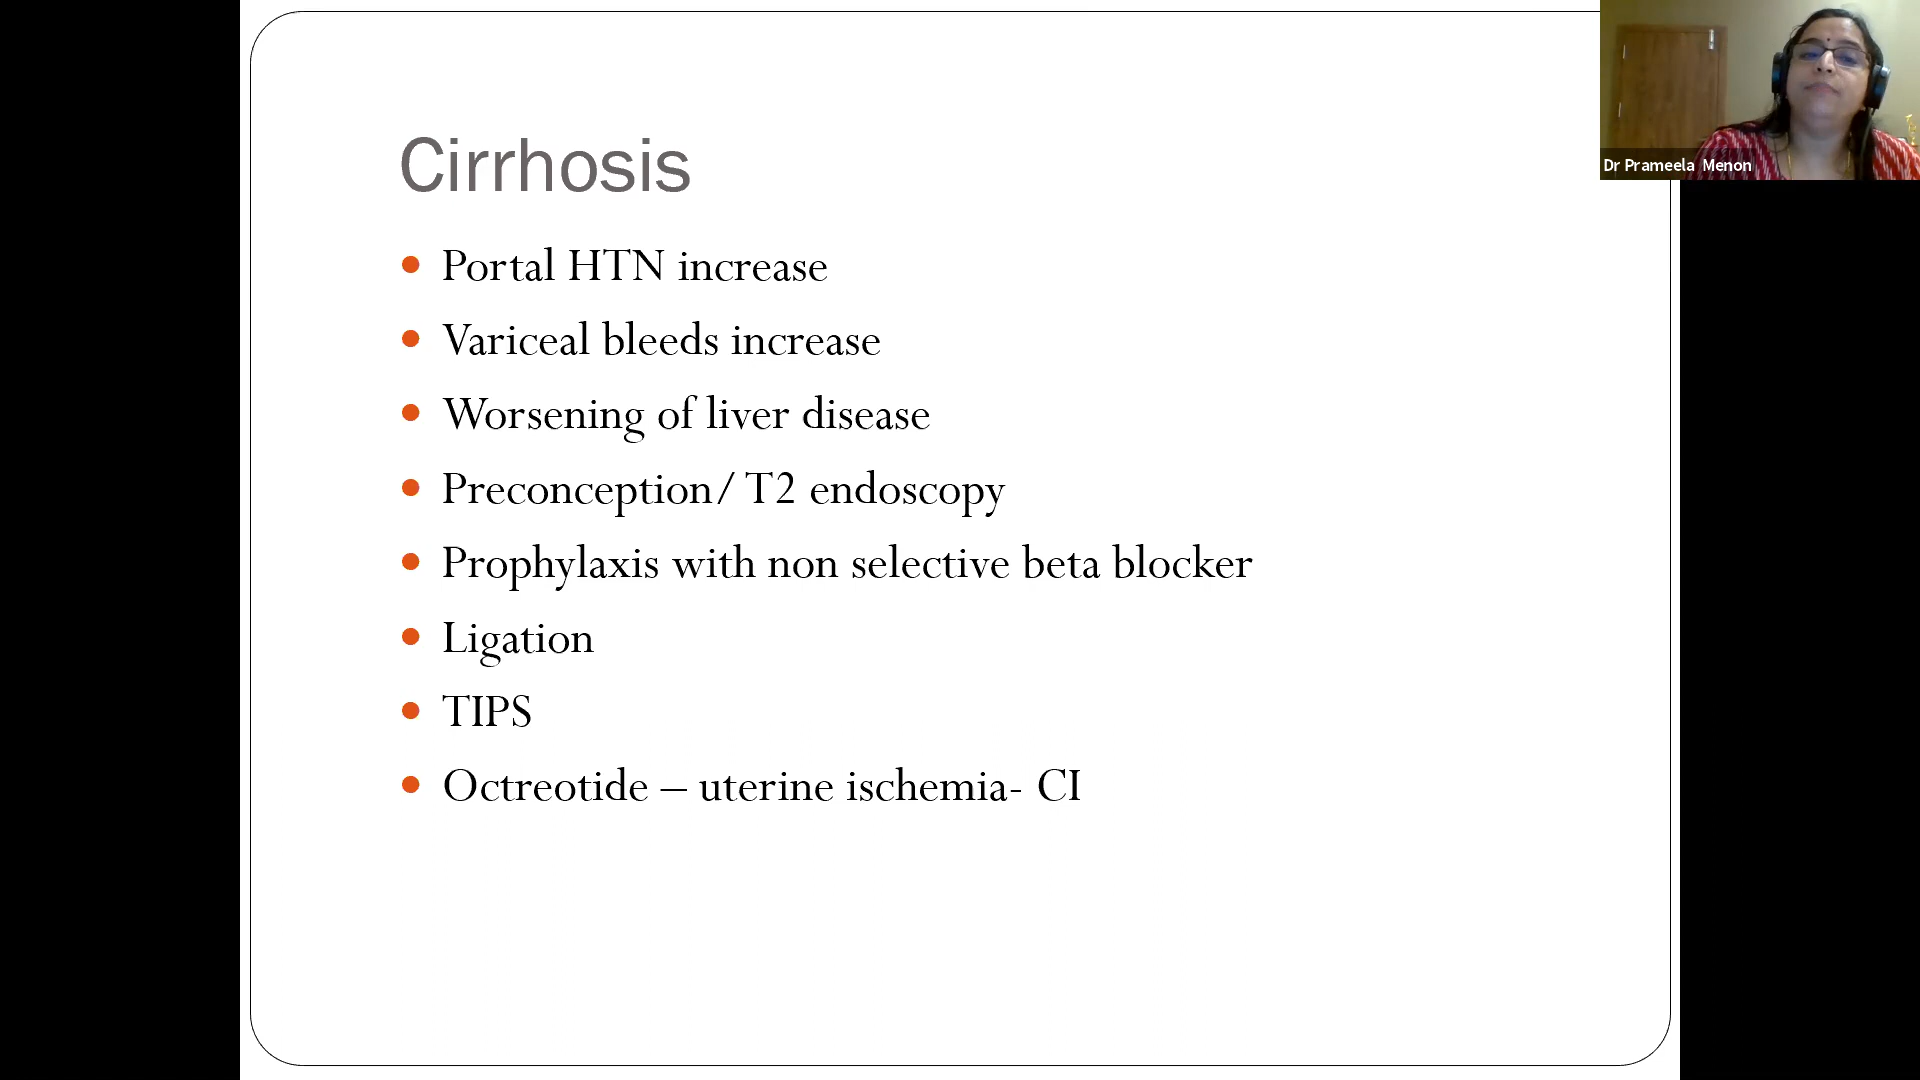 Cirrhosis
Portal HTN increase
Variceal bleeds increase
Worsening of liver disease
Preconception/ T2 endoscopy
Prophylaxis with non selective beta blocker
Ligation
TIPS
Octreotide – uterine ischemia- CI
Dr Prameela Menon